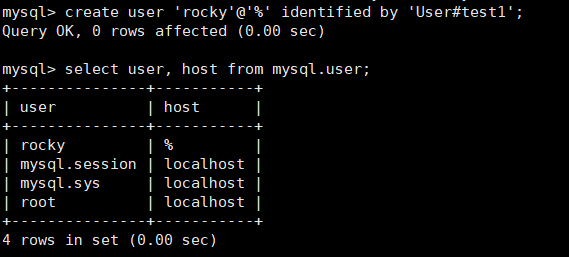 mysql> create user 'rocky'@'%' identified by 'User#test1';
Query OK, 0 rows affected (0.00 sec)

mysql> select user, host from mysql.user;
+---------------+-----------+
| user          | host      |
+---------------+-----------+
| rocky         | %         |
| mysql.session | localhost |
| mysql.sys     | localhost |
| root          | localhost |
+---------------+-----------+
4 rows in set (0.00 sec)